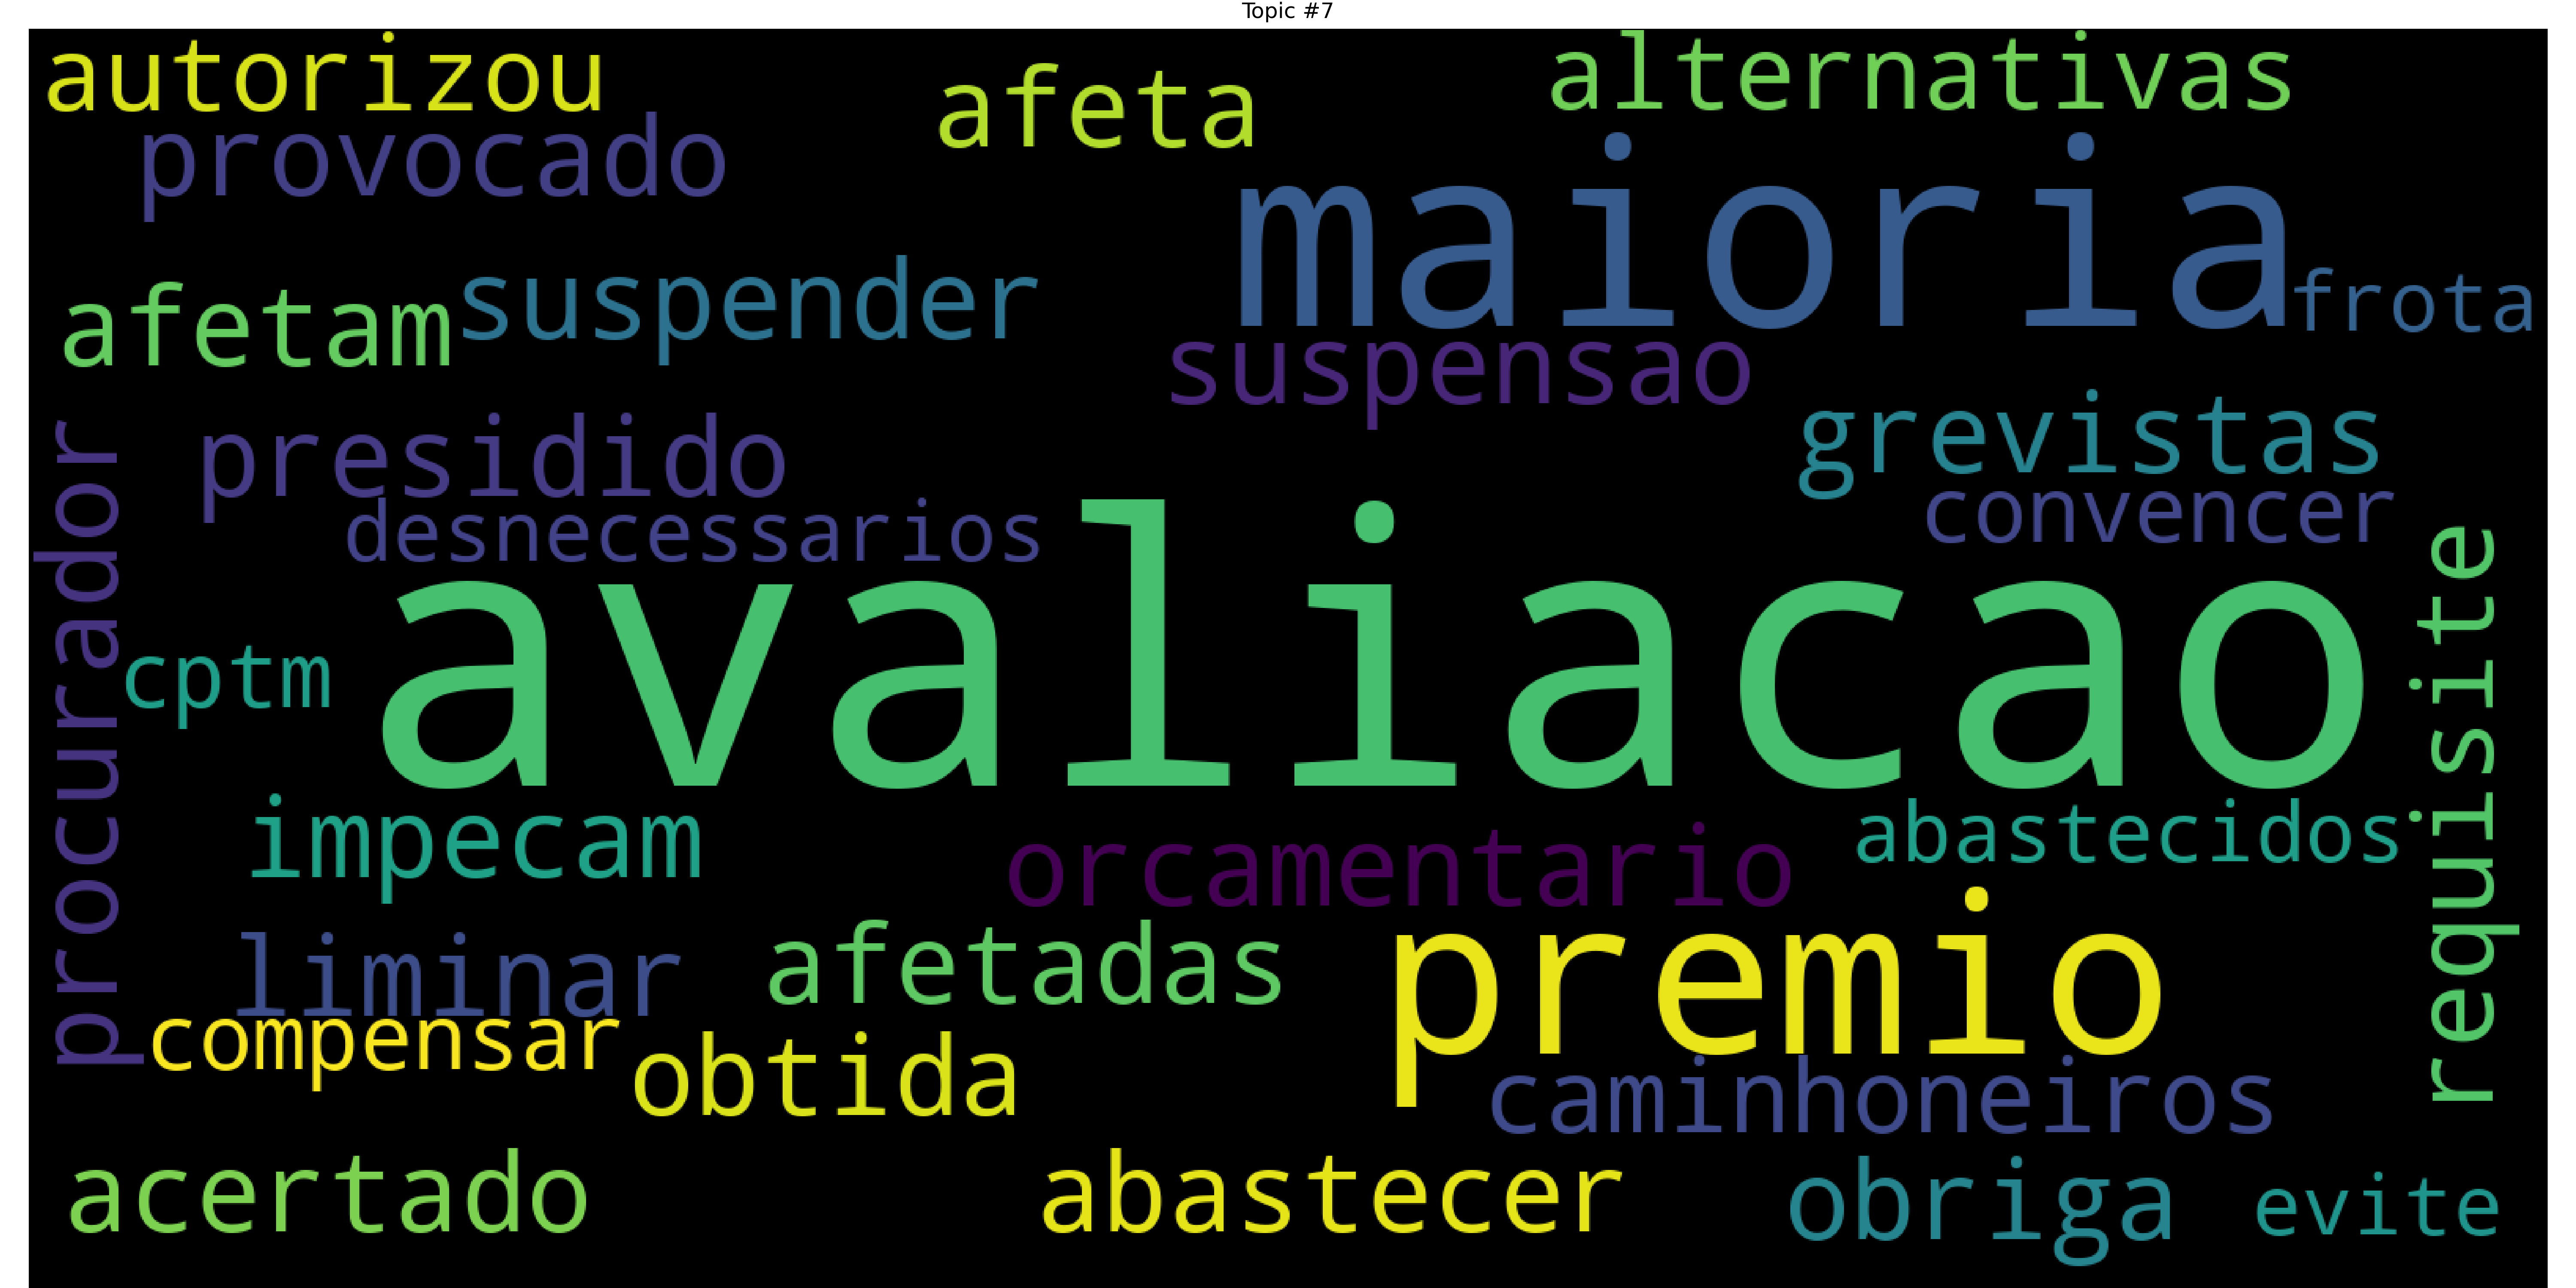 Topic #7
autorizou
afeta
alternativas
provocado
maioria
afetam
suspender
frota
suspensao
presidido
grevistas
desnecessarios
convencer
procurador
cptm
avaliacao
requisite
impecam
orcamentario
abastecidos
liminar
afetadas
premio
compensar
obtida
caminhoneiros
acertado
abastecer
obriga
evite